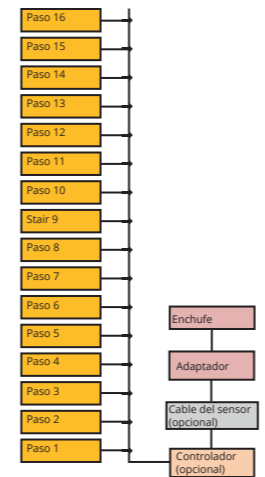 Paso 16
Paso 15
Paso 14
Paso 13
Paso 12
Paso 11
Paso 10
Stair 9
Paso 8
Paso 7
Paso 6
Paso 5
Paso 4
Paso 3
Paso 2
Paso 1
Enchufe
Adaptador
Cable del sensor
(opcional)
Controlador
(opcional)